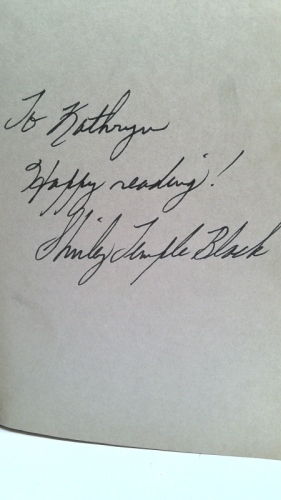 To Kathryn
Happy reading!
Shirley Temple Black